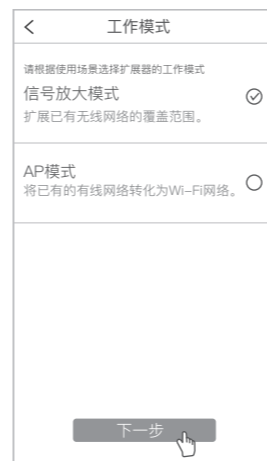 工作模式
请根据使用场景选择扩展器的工作模式
信号放大模式
扩展已有无线网络的覆盖范围。
AP模式
将已有的有线网络转化为Wi-Fi网络。
下一步